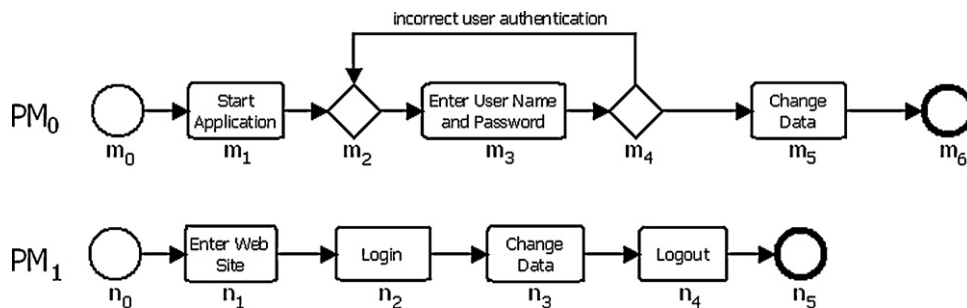 incorrect user authentication
PM0
Start
Application
Enter User Name
and Password
Change
Data
m0
m1
m2
m3
m4
m5
m6
PM1
Enter Web
Site
Login
Change
Data
Logout
n0
n1
n2
n3
n4
n5